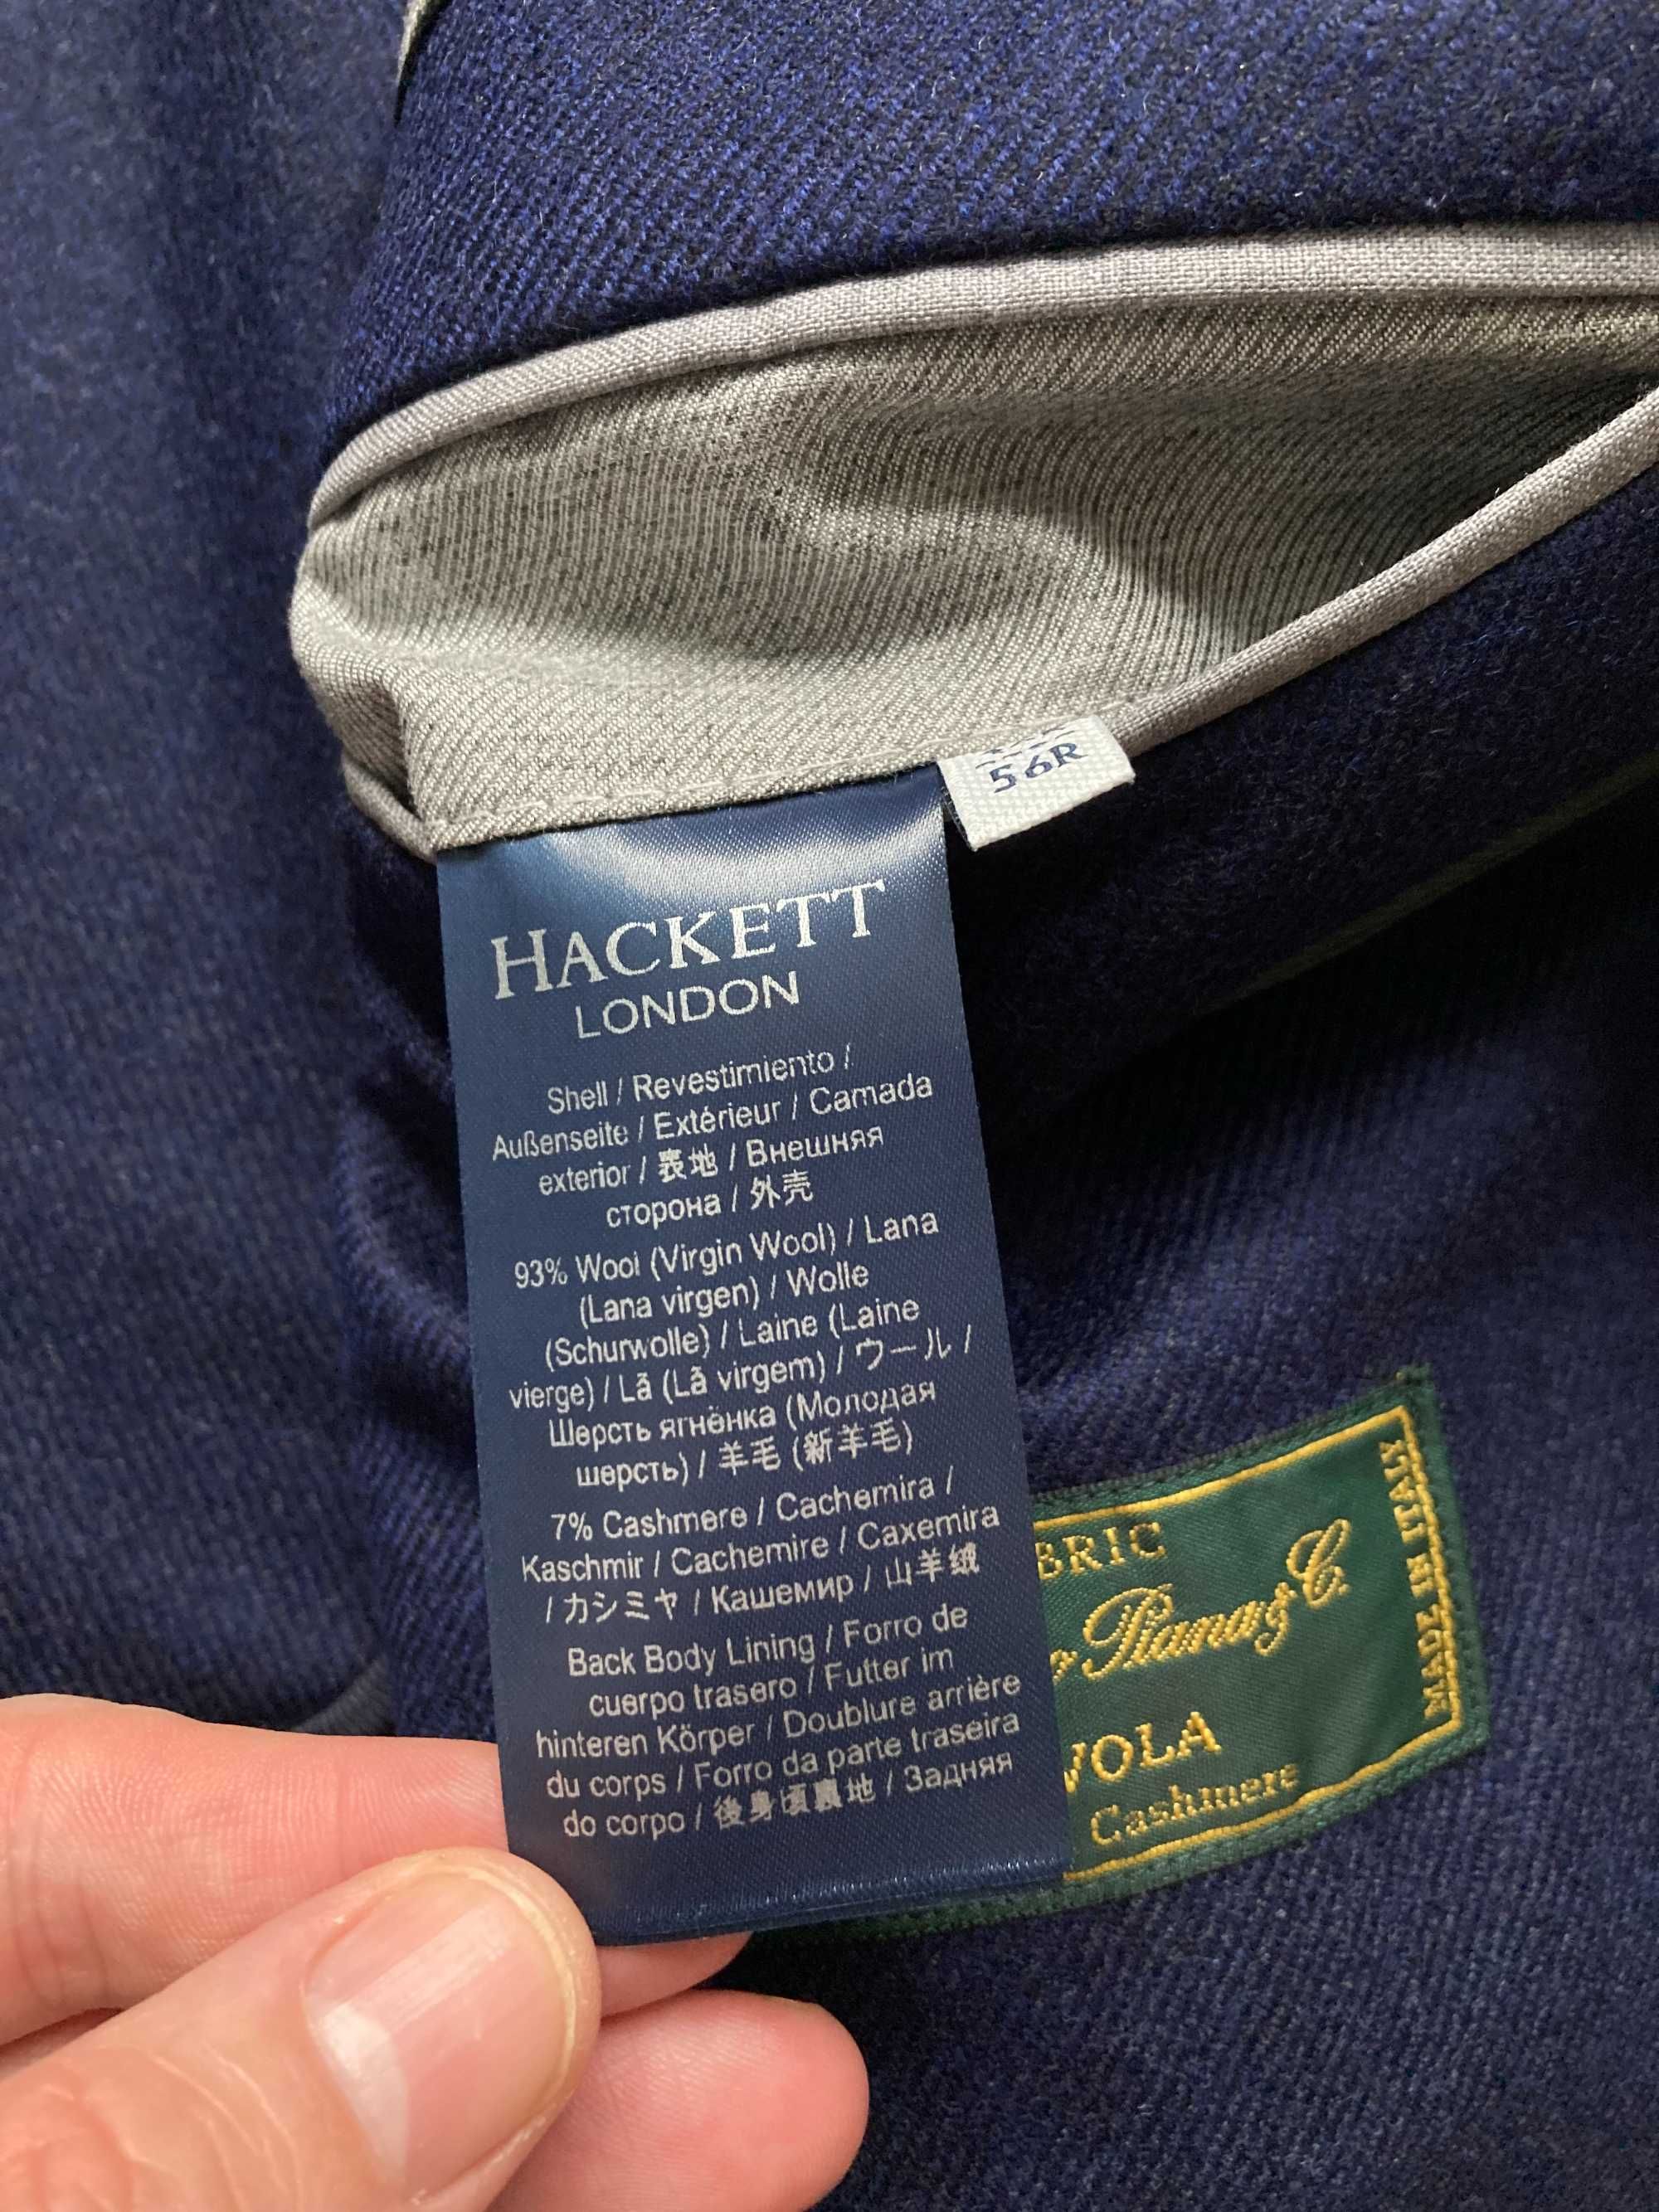 56R
HACKETT
LONDON
Shell / Revestimiento /
Außenseite / Extérieur / Camada
exterior / 表地 / Внешняя
сторона / 外壳
93% Wool (Virgin Wool) / Lana
(Lana virgen) / Wolle
(Schurwolle) / Laine (Laine
vierge) / Lã (Lã virgem) / ウール /
Шерсть ягнёнка (Молодая
шерсть) / 羊毛 (新羊毛)
7% Cashmere / Cachemira /
Kaschmir / Cachemire / Caxemira
/ カシミヤ / Кашемир / 山羊绒
Back Body Lining / Forro de
cuerpo trasero / Futter im
hinteren Körper / Doublure arrière
du corps / Forro da parte traseira
do corpo / 後身頃裏地 / Задняя
BRIC
Piana & C.
VOLA
Cashmere
MADE IN ITALY